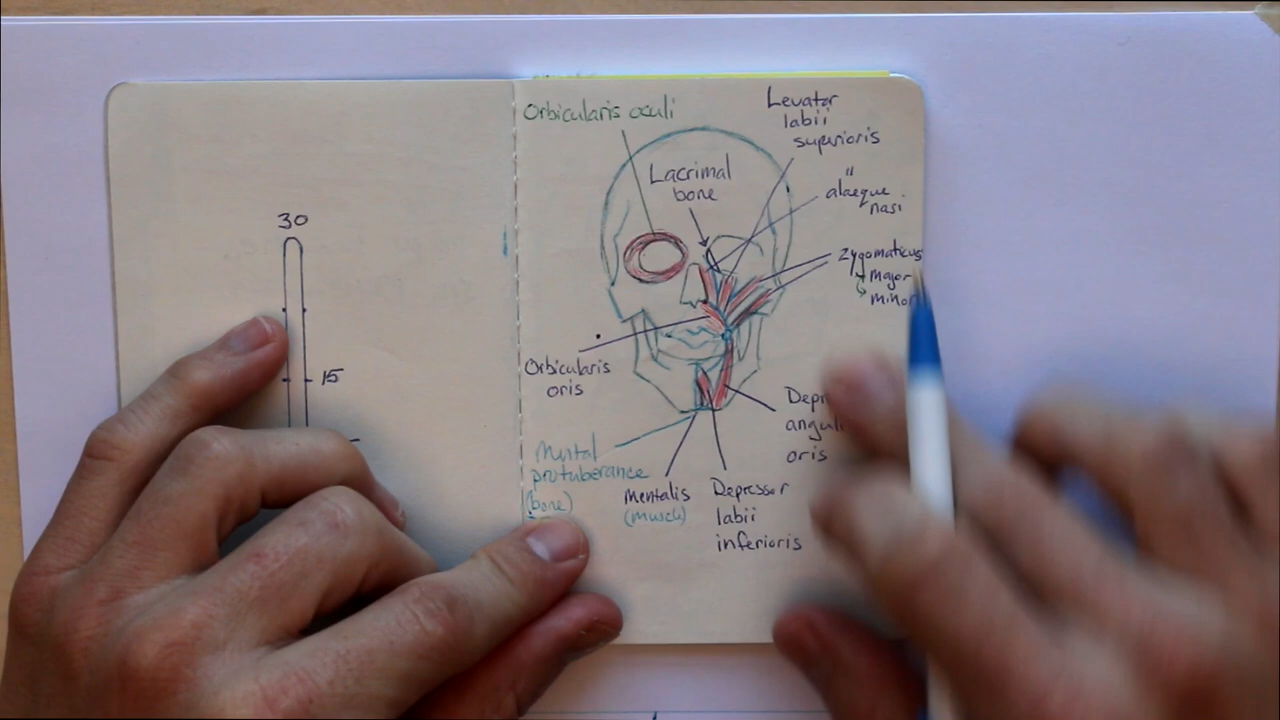 30
15
Orbicularis oculi
Levator
labii
superioris
Lacrimal
bone
"
alaeque
nasi
Zygomaticus
major
minor
Orbicularis
oris
Mental
protuberance
(bone)
Mentalis
(muscle)
Depressor
labii
inferioris
oris